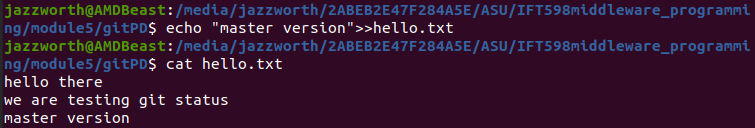 jazzworth@AMDBeast:/media/jazzworth/2ABEB2E47F284A5E/ASU/IFT598middleware_programmi
ng/module5/gitPD$ echo "master version">>hello.txt
jazzworth@AMDBeast:/media/jazzworth/2ABEB2E47F284A5E/ASU/IFT598middleware_programmi
ng/module5/gitPD$ cat hello.txt
hello there
we are testing git status
master version